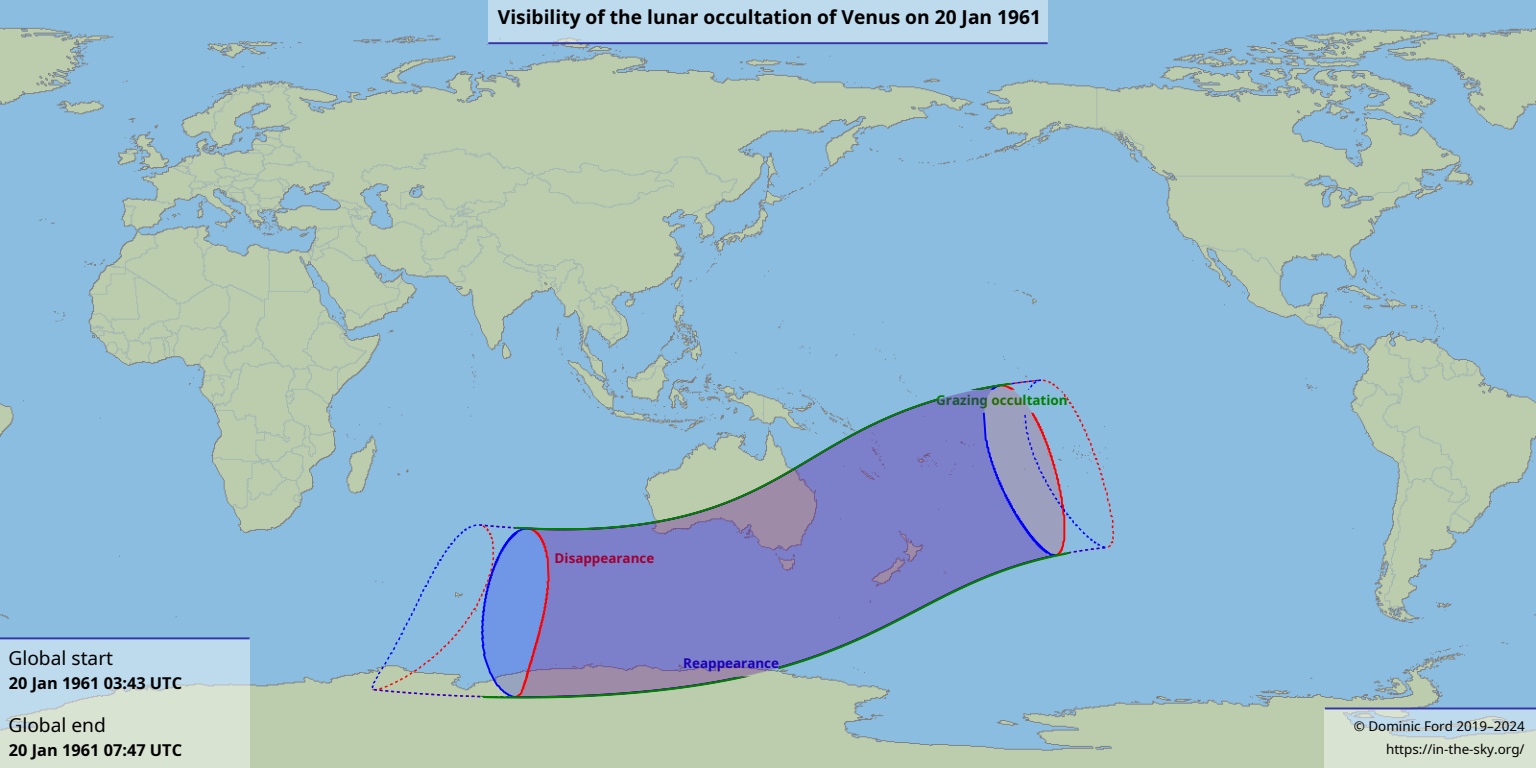 Visibility of the lunar occultation of Venus on 20 Jan 1961
Grazing occultation
Disappearance
Reappearance
Global start
20 Jan 1961 03:43 UTC
Global end
20 Jan 1961 07:47 UTC
© Dominic Ford 2019–2024
https://in-the-sky.org/